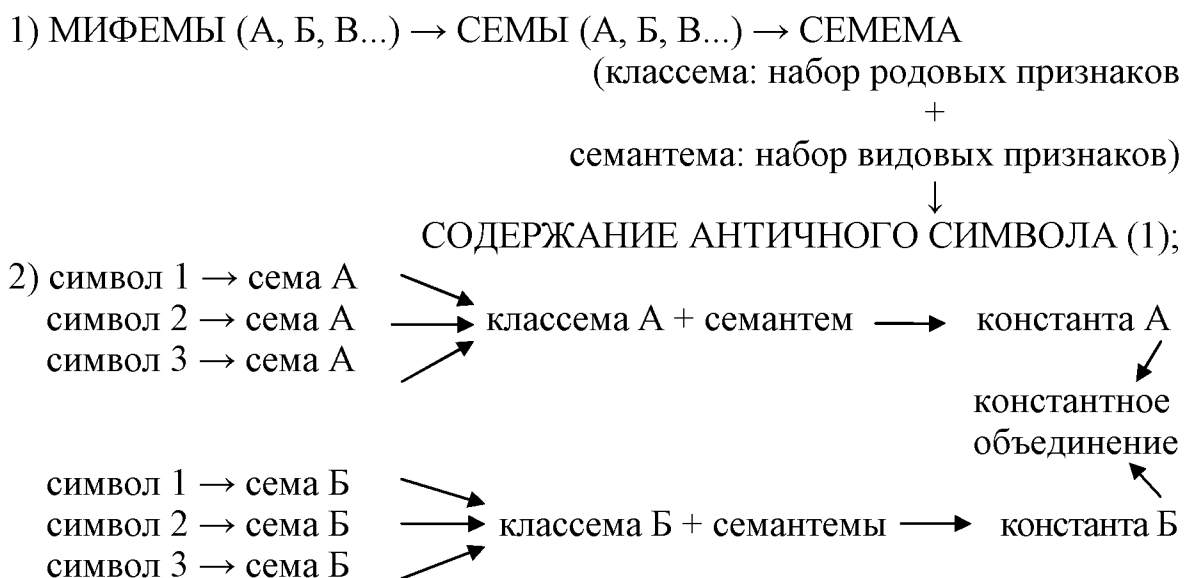 1) МИФЕМЫ (А, Б, В...) → СЕМЫ (А, Б, В...) → СЕМЕМА
(классема: набор родовых признаков
+
семантема: набор видовых признаков)
↓
СОДЕРЖАНИЕ АНТИЧНОГО СИМВОЛА (1);
2) символ 1 → сема А
символ 2 → сема А → классема А + семантем → константа А
символ 3 → сема А
константное
объединение
символ 1 → сема Б
символ 2 → сема Б → классема Б + семантемы → константа Б
символ 3 → сема Б